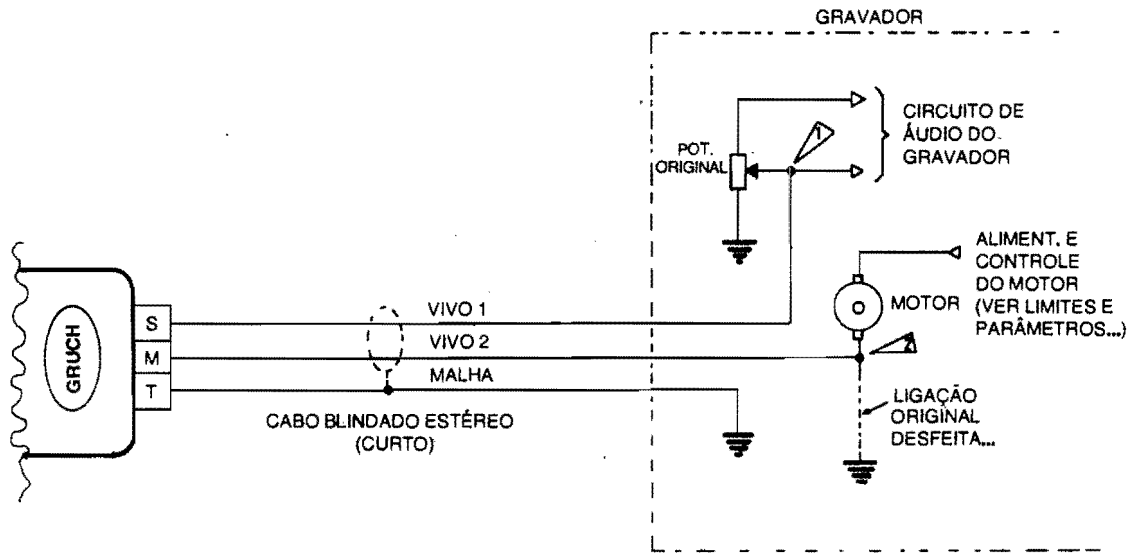 GRAVADOR
CIRCUITO DE
ÁUDIO DO
GRAVADOR
1
POT.
ORIGINAL
ALIMENT. E
CONTROLE
DO MOTOR
(VER LIMITES E
PARÂMETROS...)
MOTOR
2
GRUCH
S
M
T
VIVO 1
VIVO 2
MALHA
CABO BLINDADO ESTÉREO
(CURTO)
LIGAÇÃO
ORIGINAL
DESFEITA...